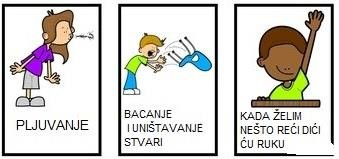 PLJUVANJE
BACANJE
I UNIŠTAVANJE
STVARI
KADA ŽELIM
NEŠTO REĆI DIĆI
ĆU RUKU